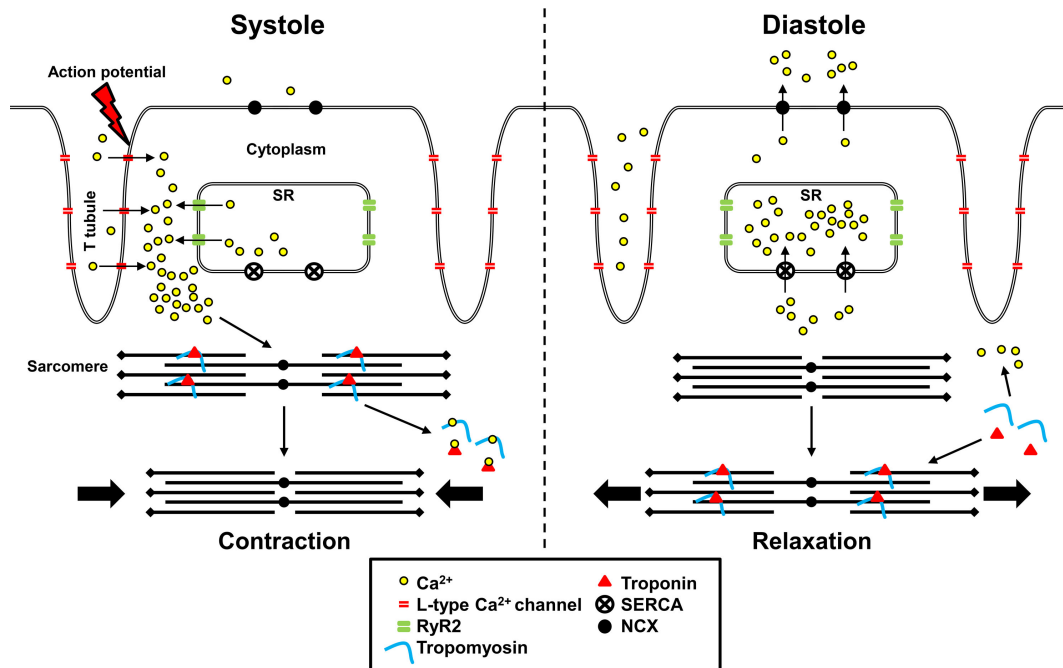 Systole
Diastole
Action potential
Cytoplasm
SR
T tubule
SR
Sarcomere
Contraction
Relaxation
Ca²⁺
L-type Ca²⁺ channel
RyR2
Tropomyosin
Troponin
SERCA
NCX